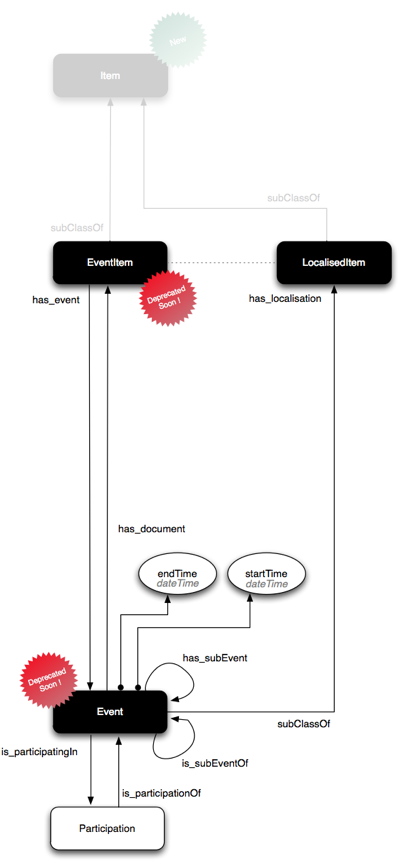 New
Item
subClassOf
subClassOf
EventItem
LocalisedItem
Deprecated
Soon !
has_event
has_localisation
has_document
endTime
dateTime
startTime
dateTime
has_subEvent
Deprecated
Soon !
Event
subClassOf
is_participatingIn
is_subEventOf
is_participationOf
Participation